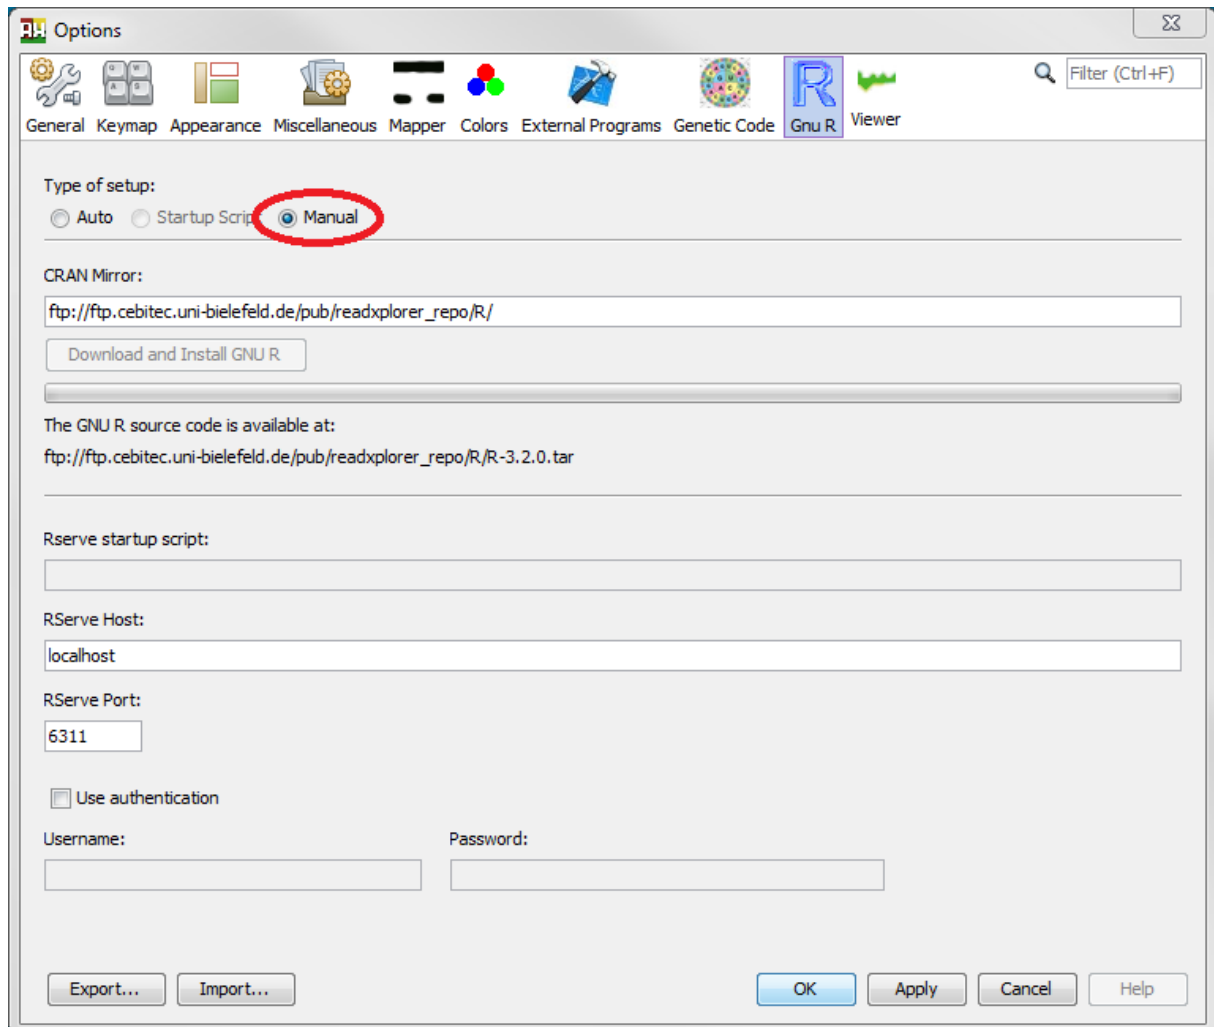 Options
Filter (Ctrl+F)
General Keymap Appearance Miscellaneous Mapper Colors External Programs Genetic Code Gnu R Viewer
Type of setup:
Auto Startup Scrip Manual
CRAN Mirror:
ftp://ftp.cebitec.uni-bielefeld.de/pub/readxplorer_repo/R/
Download and Install GNU R
The GNU R source code is available at:
ftp://ftp.cebitec.uni-bielefeld.de/pub/readxplorer_repo/R/R-3.2.0.tar
Rserve startup script:
RServe Host:
localhost
RServe Port:
6311
Use authentication
Username: Password:
Export... Import... OK Apply Cancel Help